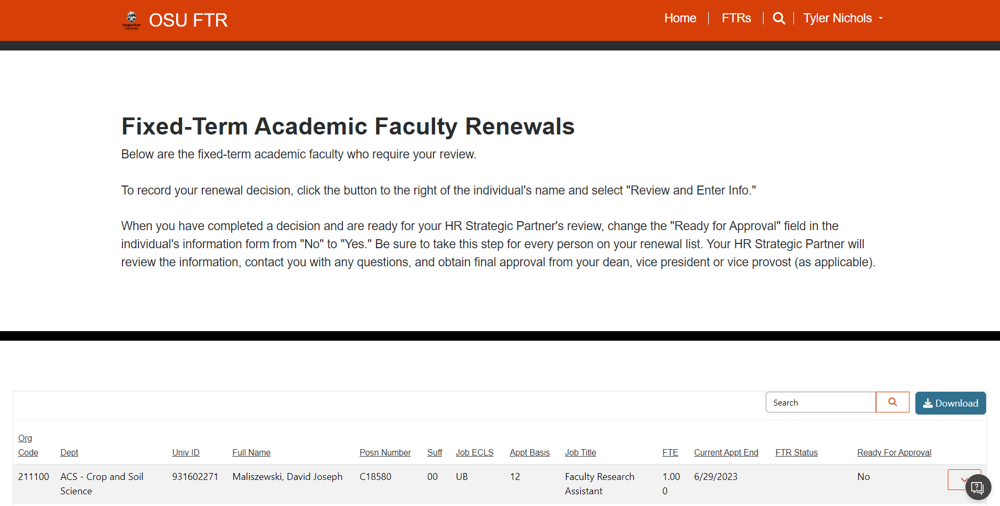 Oregon State
University
OSU FTR
Home
FTRs
Tyler Nichols
Fixed-Term Academic Faculty Renewals
Below are the fixed-term academic faculty who require your review.
To record your renewal decision, click the button to the right of the individual's name and select "Review and Enter Info."
When you have completed a decision and are ready for your HR Strategic Partner's review, change the "Ready for Approval" field in the
individual's information form from "No" to "Yes." Be sure to take this step for every person on your renewal list. Your HR Strategic Partner will
review the information, contact you with any questions, and obtain final approval from your dean, vice president or vice provost (as applicable).
Search
Download
Org
Code Dept Univ ID Full Name Posn Number Suff Job ECLS Appt Basis Job Title FTE Current Appt End FTR Status Ready For Approval
211100 ACS - Crop and Soil 931602271 Maliszewski, David Joseph C18580 00 UB 12 Faculty Research 1.00 6/29/2023 No
Science Assistant 0